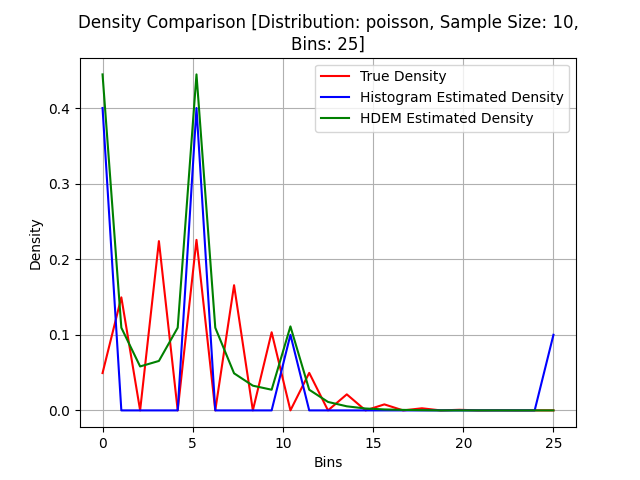 Density Comparison [Distribution: poisson, Sample Size: 10,
Bins: 25]
True Density
Histogram Estimated Density
HDEM Estimated Density
Density
0.4
0.3
0.2
0.1
0.0
0 5 10 15 20 25
Bins